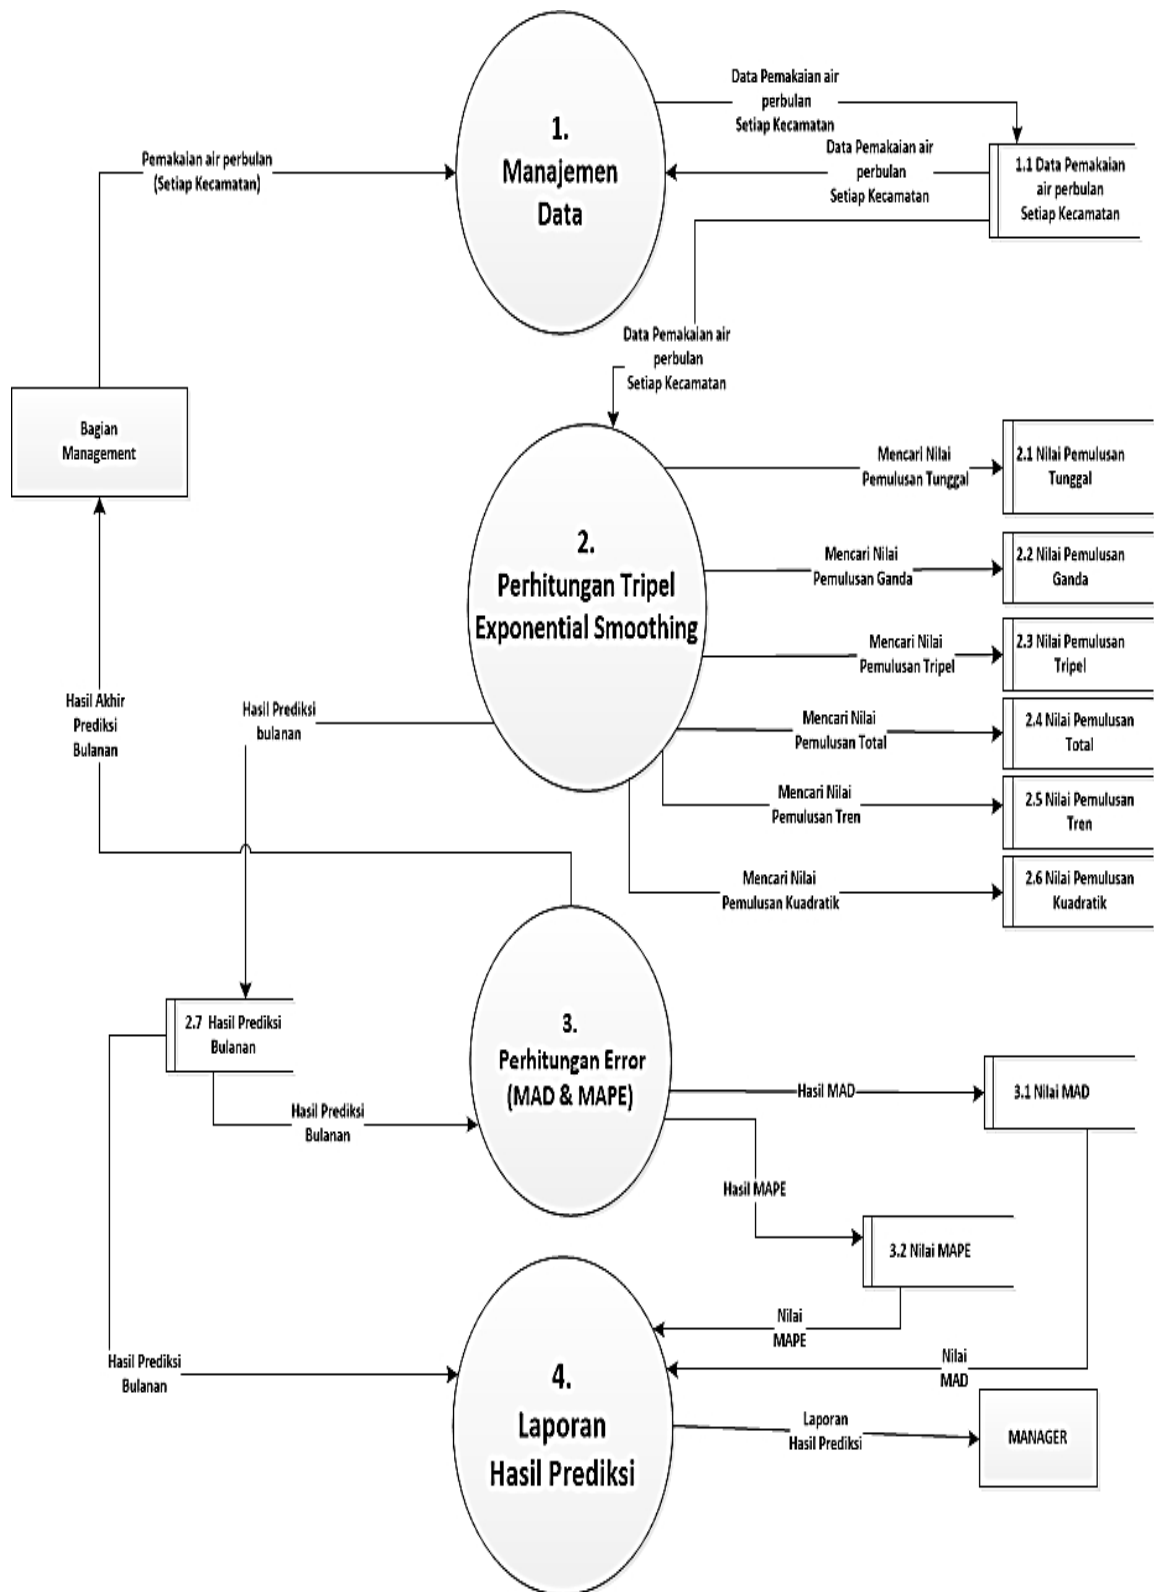 Data Pemakaian air
perbulan
Setiap Kecamatan
1.
Manajemen
Data
Data Pemakaian air
perbulan
Setiap Kecamatan
1.1 Data Pemakaian
air perbulan
Setiap Kecamatan
Pemakaian air perbulan
(Setiap Kecamatan)
Data Pemakaian air
perbulan
Setiap Kecamatan
Bagian
Management
Mencari Nilai
Pemulusan Tunggal
2.1 Nilai Pemulusan
Tunggal
2.
Perhitungan Tripel
Exponential Smoothing
Mencari Nilai
Pemulusan Ganda
2.2 Nilai Pemulusan
Ganda
Mencari Nilai
Pemulusan Tripel
2.3 Nilai Pemulusan
Tripel
Hasil Akhir
Prediksi
Bulanan
Hasil Prediksi
bulanan
Mencari Nilai
Pemulusan Total
2.4 Nilai Pemulusan
Total
Mencari Nilai
Pemulusan Tren
2.5 Nilai Pemulusan
Tren
Mencari Nilai
Pemulusan Kuadratik
2.6 Nilai Pemulusan
Kuadratik
2.7 Hasil Prediksi
Bulanan
3.
Perhitungan Error
(MAD & MAPE)
Hasil MAD
3.1 Nilai MAD
Hasil Prediksi
Bulanan
Hasil MAPE
3.2 Nilai MAPE
Nilai
MAPE
Nilai
MAD
Hasil Prediksi
Bulanan
4.
Laporan
Hasil Prediksi
Laporan
Hasil Prediksi
MANAGER